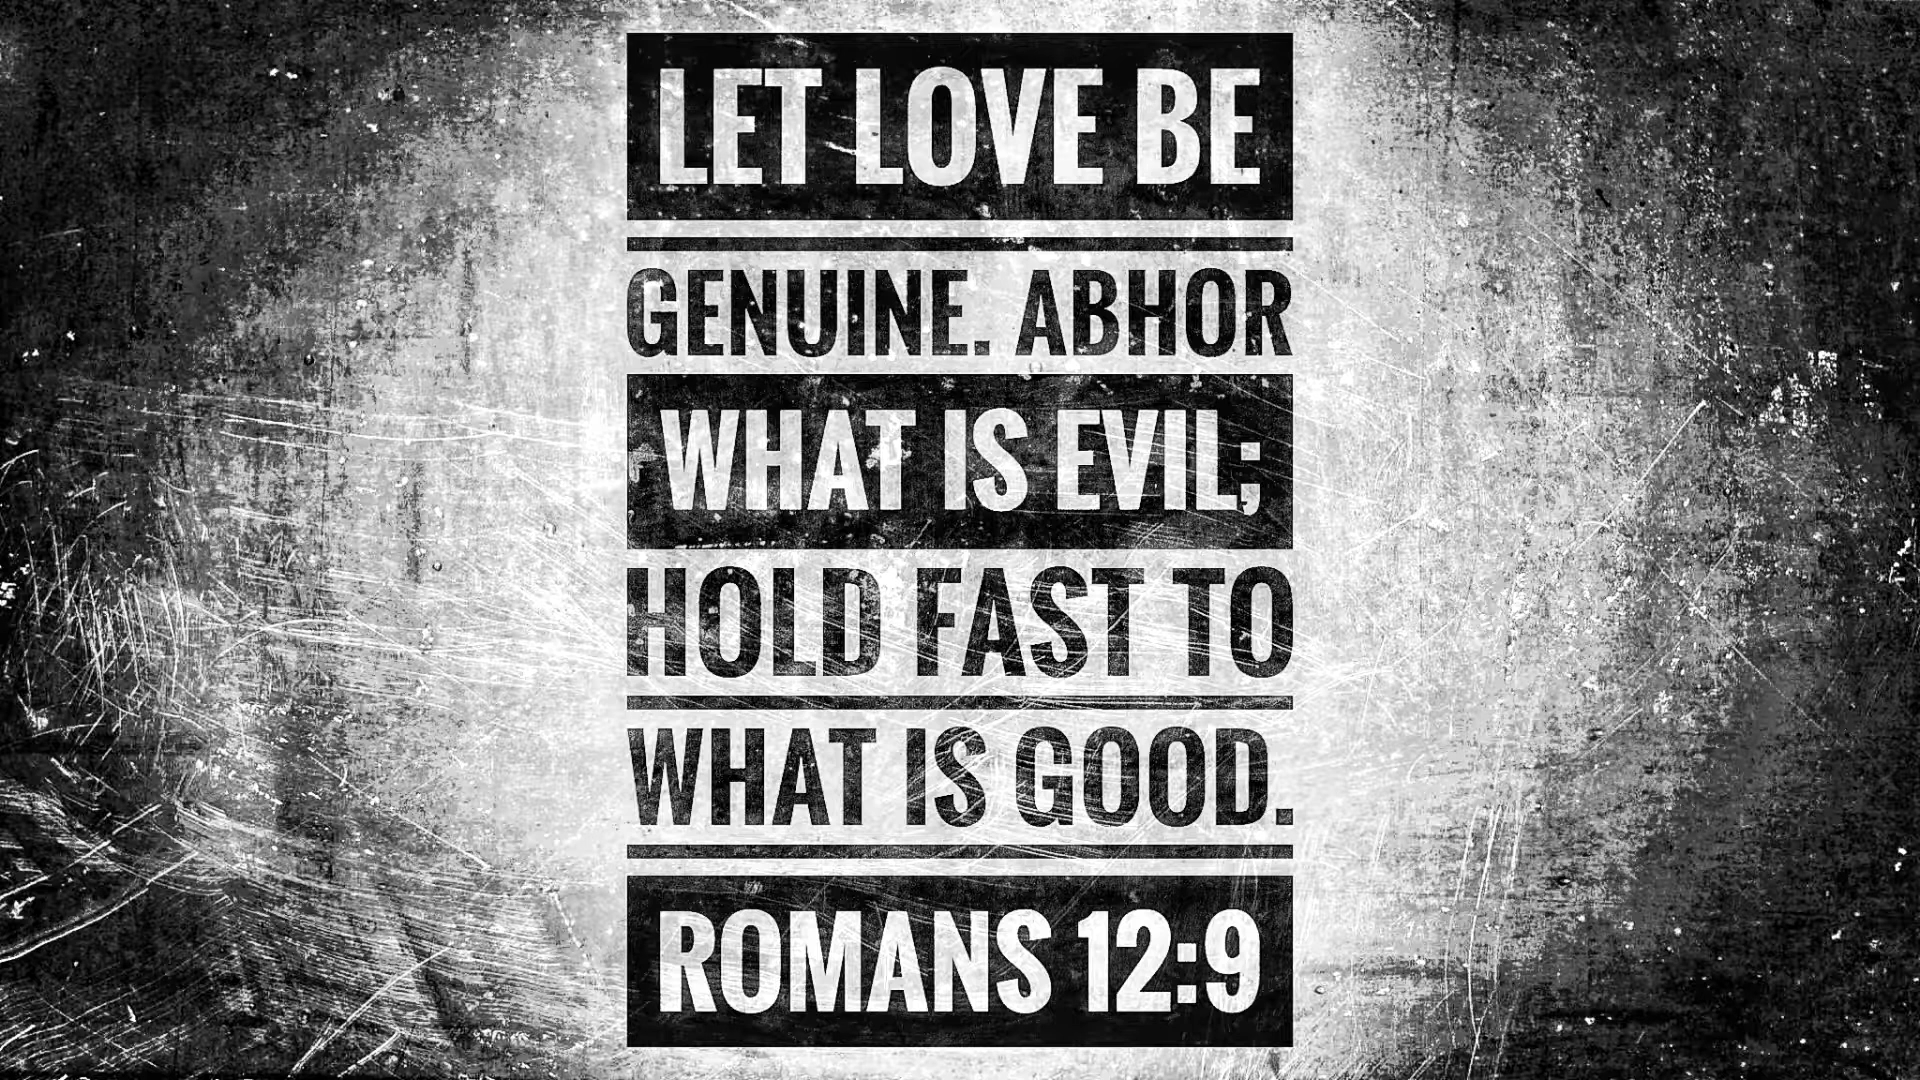 LET LOVE BE
GENUINE. ABHOR
WHAT IS EVIL;
HOLD FAST TO
WHAT IS GOOD.
ROMANS 12:9